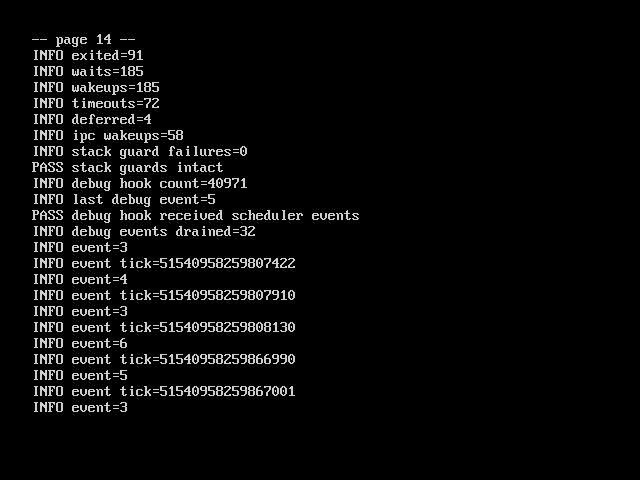 -- page 14 --
INFO exited=91
INFO waits=185
INFO wakeups=185
INFO timeouts=72
INFO deferred=4
INFO ipc wakeups=58
INFO stack guard failures=0
PASS stack guards intact
INFO debug hook count=40971
INFO last debug event=5
PASS debug hook received scheduler events
INFO debug events drained=32
INFO event=3
INFO event tick=51540958259807422
INFO event=4
INFO event tick=51540958259807910
INFO event=3
INFO event tick=51540958259808130
INFO event=6
INFO event tick=51540958259866990
INFO event=5
INFO event tick=51540958259867001
INFO event=3